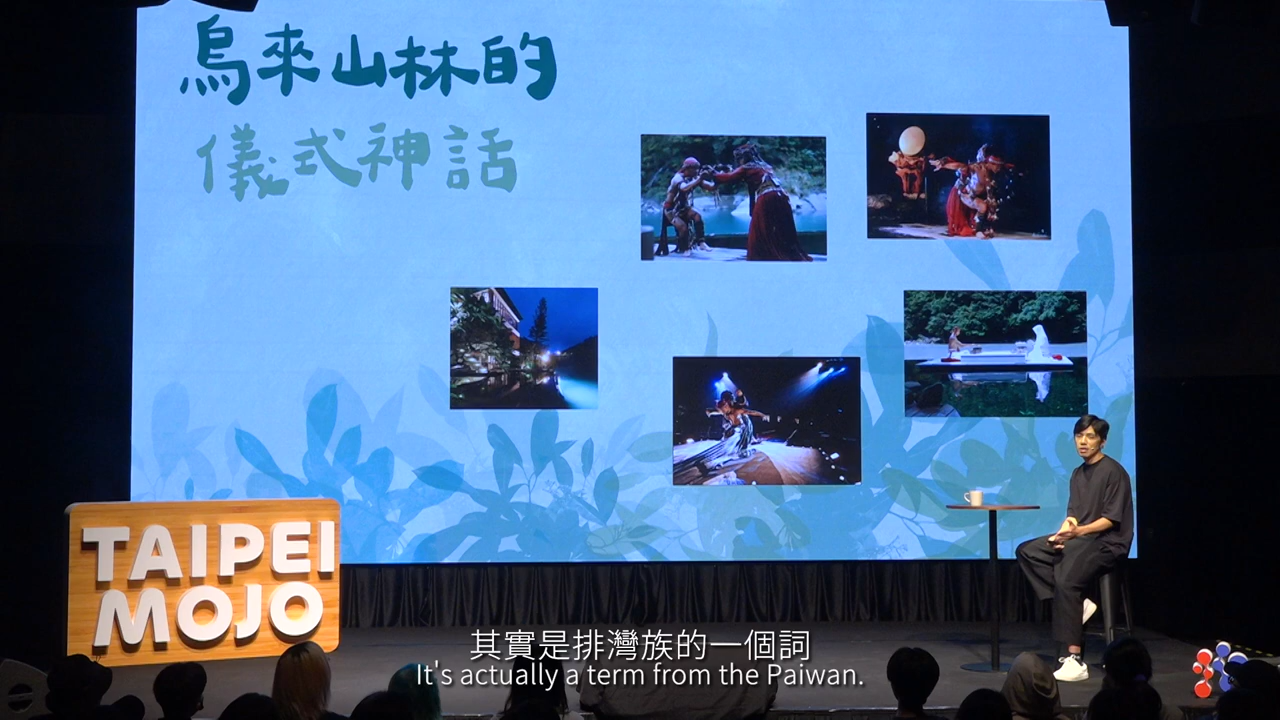 烏來山林的
儀式神話
TAIPEI
MOJO
其實是排灣族的一個詞
It's actually a term from the Paiwan.